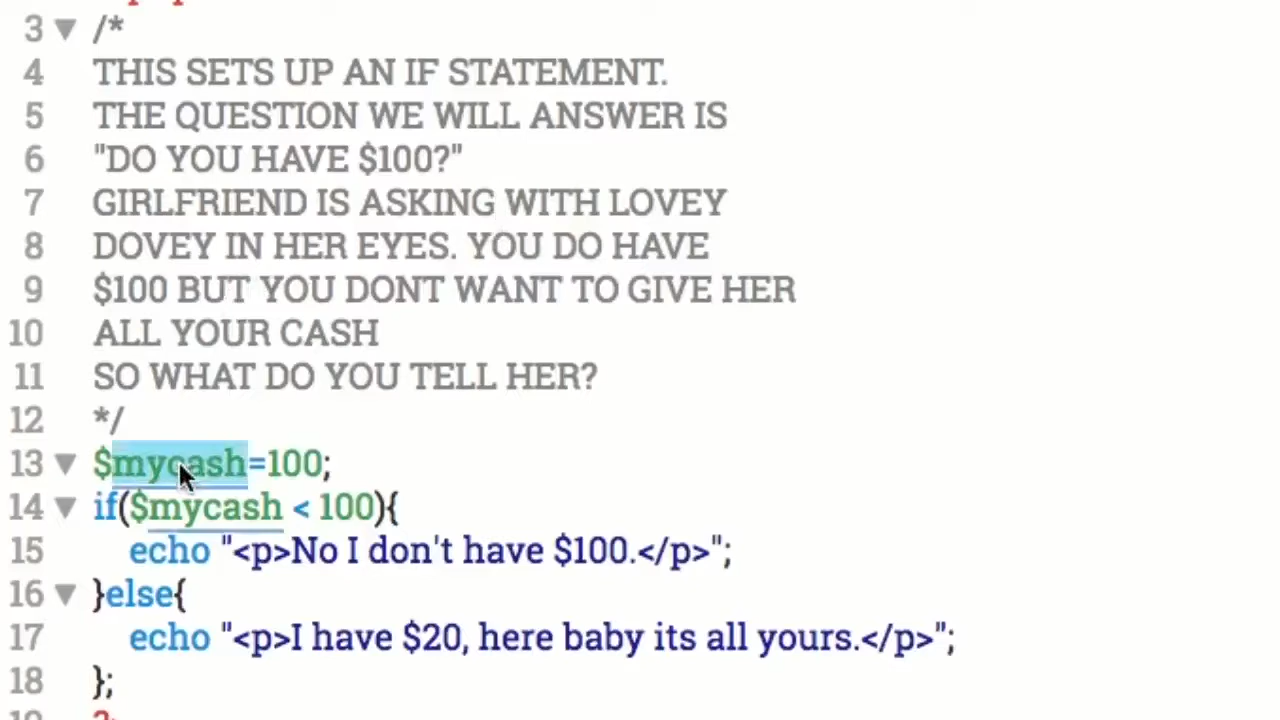 3 ▼ /*
4 THIS SETS UP AN IF STATEMENT.
5 THE QUESTION WE WILL ANSWER IS
6 "DO YOU HAVE $100?"
7 GIRLFRIEND IS ASKING WITH LOVEY
8 DOVEY IN HER EYES. YOU DO HAVE
9 $100 BUT YOU DONT WANT TO GIVE HER
10 ALL YOUR CASH
11 SO WHAT DO YOU TELL HER?
12 */
13 ▼ $mycash=100;
14 ▼ if($mycash < 100){
15 echo "<p>No I don't have $100.</p>";
16 ▼ }else{
17 echo "<p>I have $20, here baby its all yours.</p>";
18 };